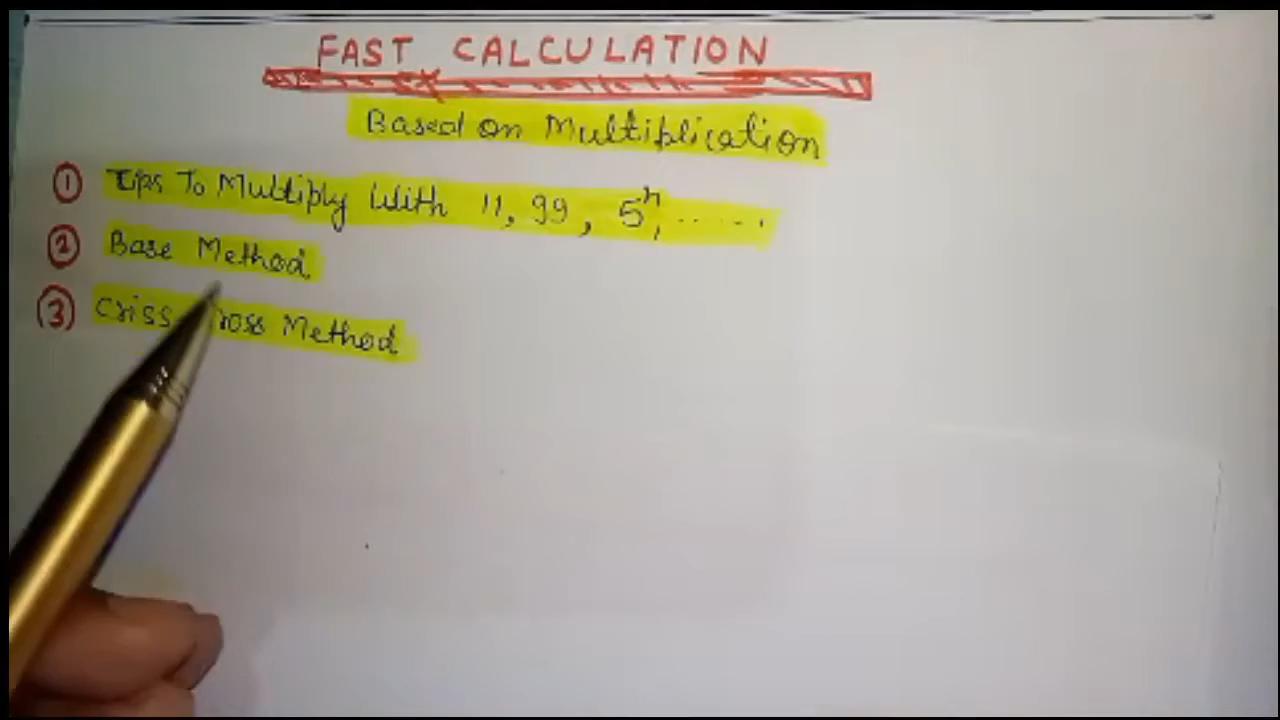 FAST CALCULATION
Based on Multiplication
① Tips To Multiply With 11, 99, 5ⁿ, ......
② Base Method
③ Criss-Cross Method